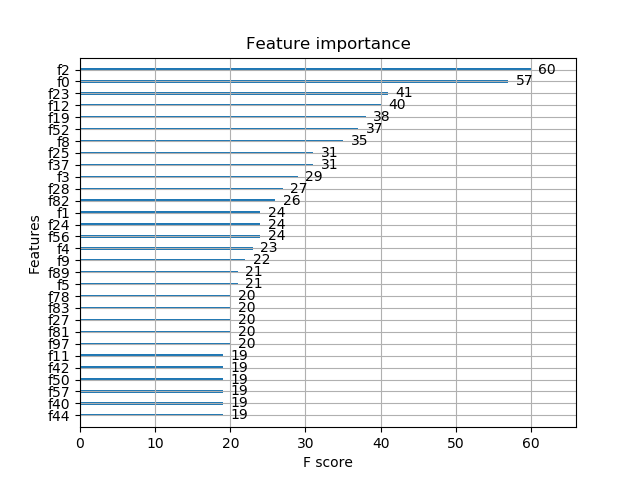 Feature importance
Features
f2 60
f0 57
f23 41
f12 40
f19 38
f52 37
f8 35
f25 31
f37 31
f3 29
f28 27
f82 26
f1 24
f24 24
f56 24
f4 23
f9 22
f89 21
f5 21
f78 20
f83 20
f27 20
f81 20
f97 20
f11 19
f42 19
f50 19
f57 19
f40 19
f44 19
0 10 20 30 40 50 60
F score